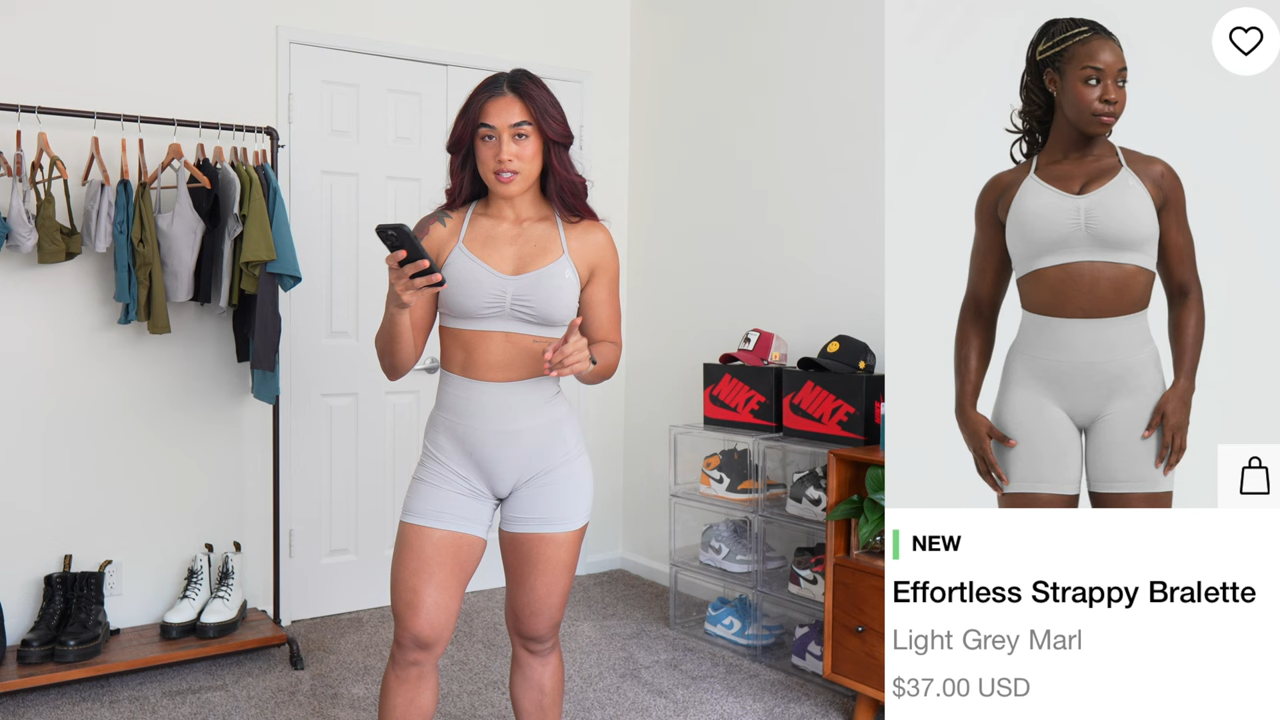 NIKE
NIKE
NEW
Effortless Strappy Bralette
Light Grey Marl
$37.00 USD